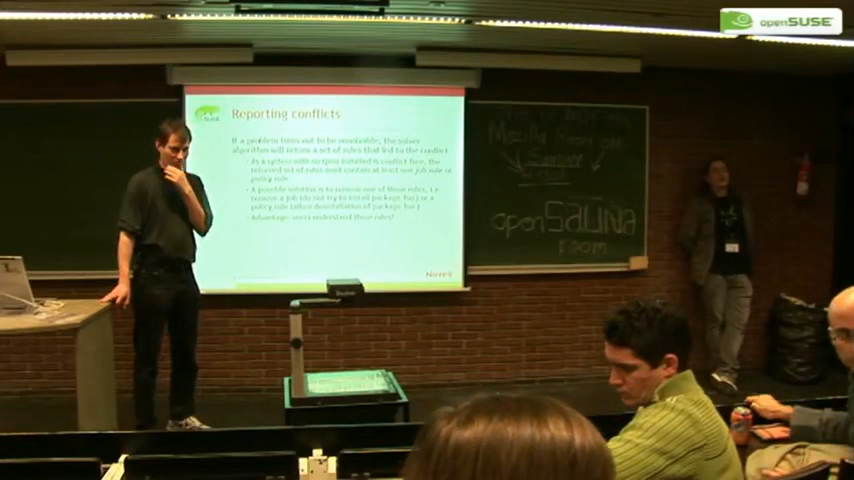 openSUSE
Reporting conflicts
If a problem turns out to be unsolvable, the solver
algorithm will return a set of rules that led to the conflict
- As a system with nothing installed is conflict free, the
returned set of rules must contain at least one job rule or
policy rule
- A possible solution is to remove one of those rules, i.e.
remove a job (do not try to install package foo) or a
policy rule (allow deinstallation of package bar)
- Advantage: users understand those rules!
Novell
Mozilla
openSAUNA
room